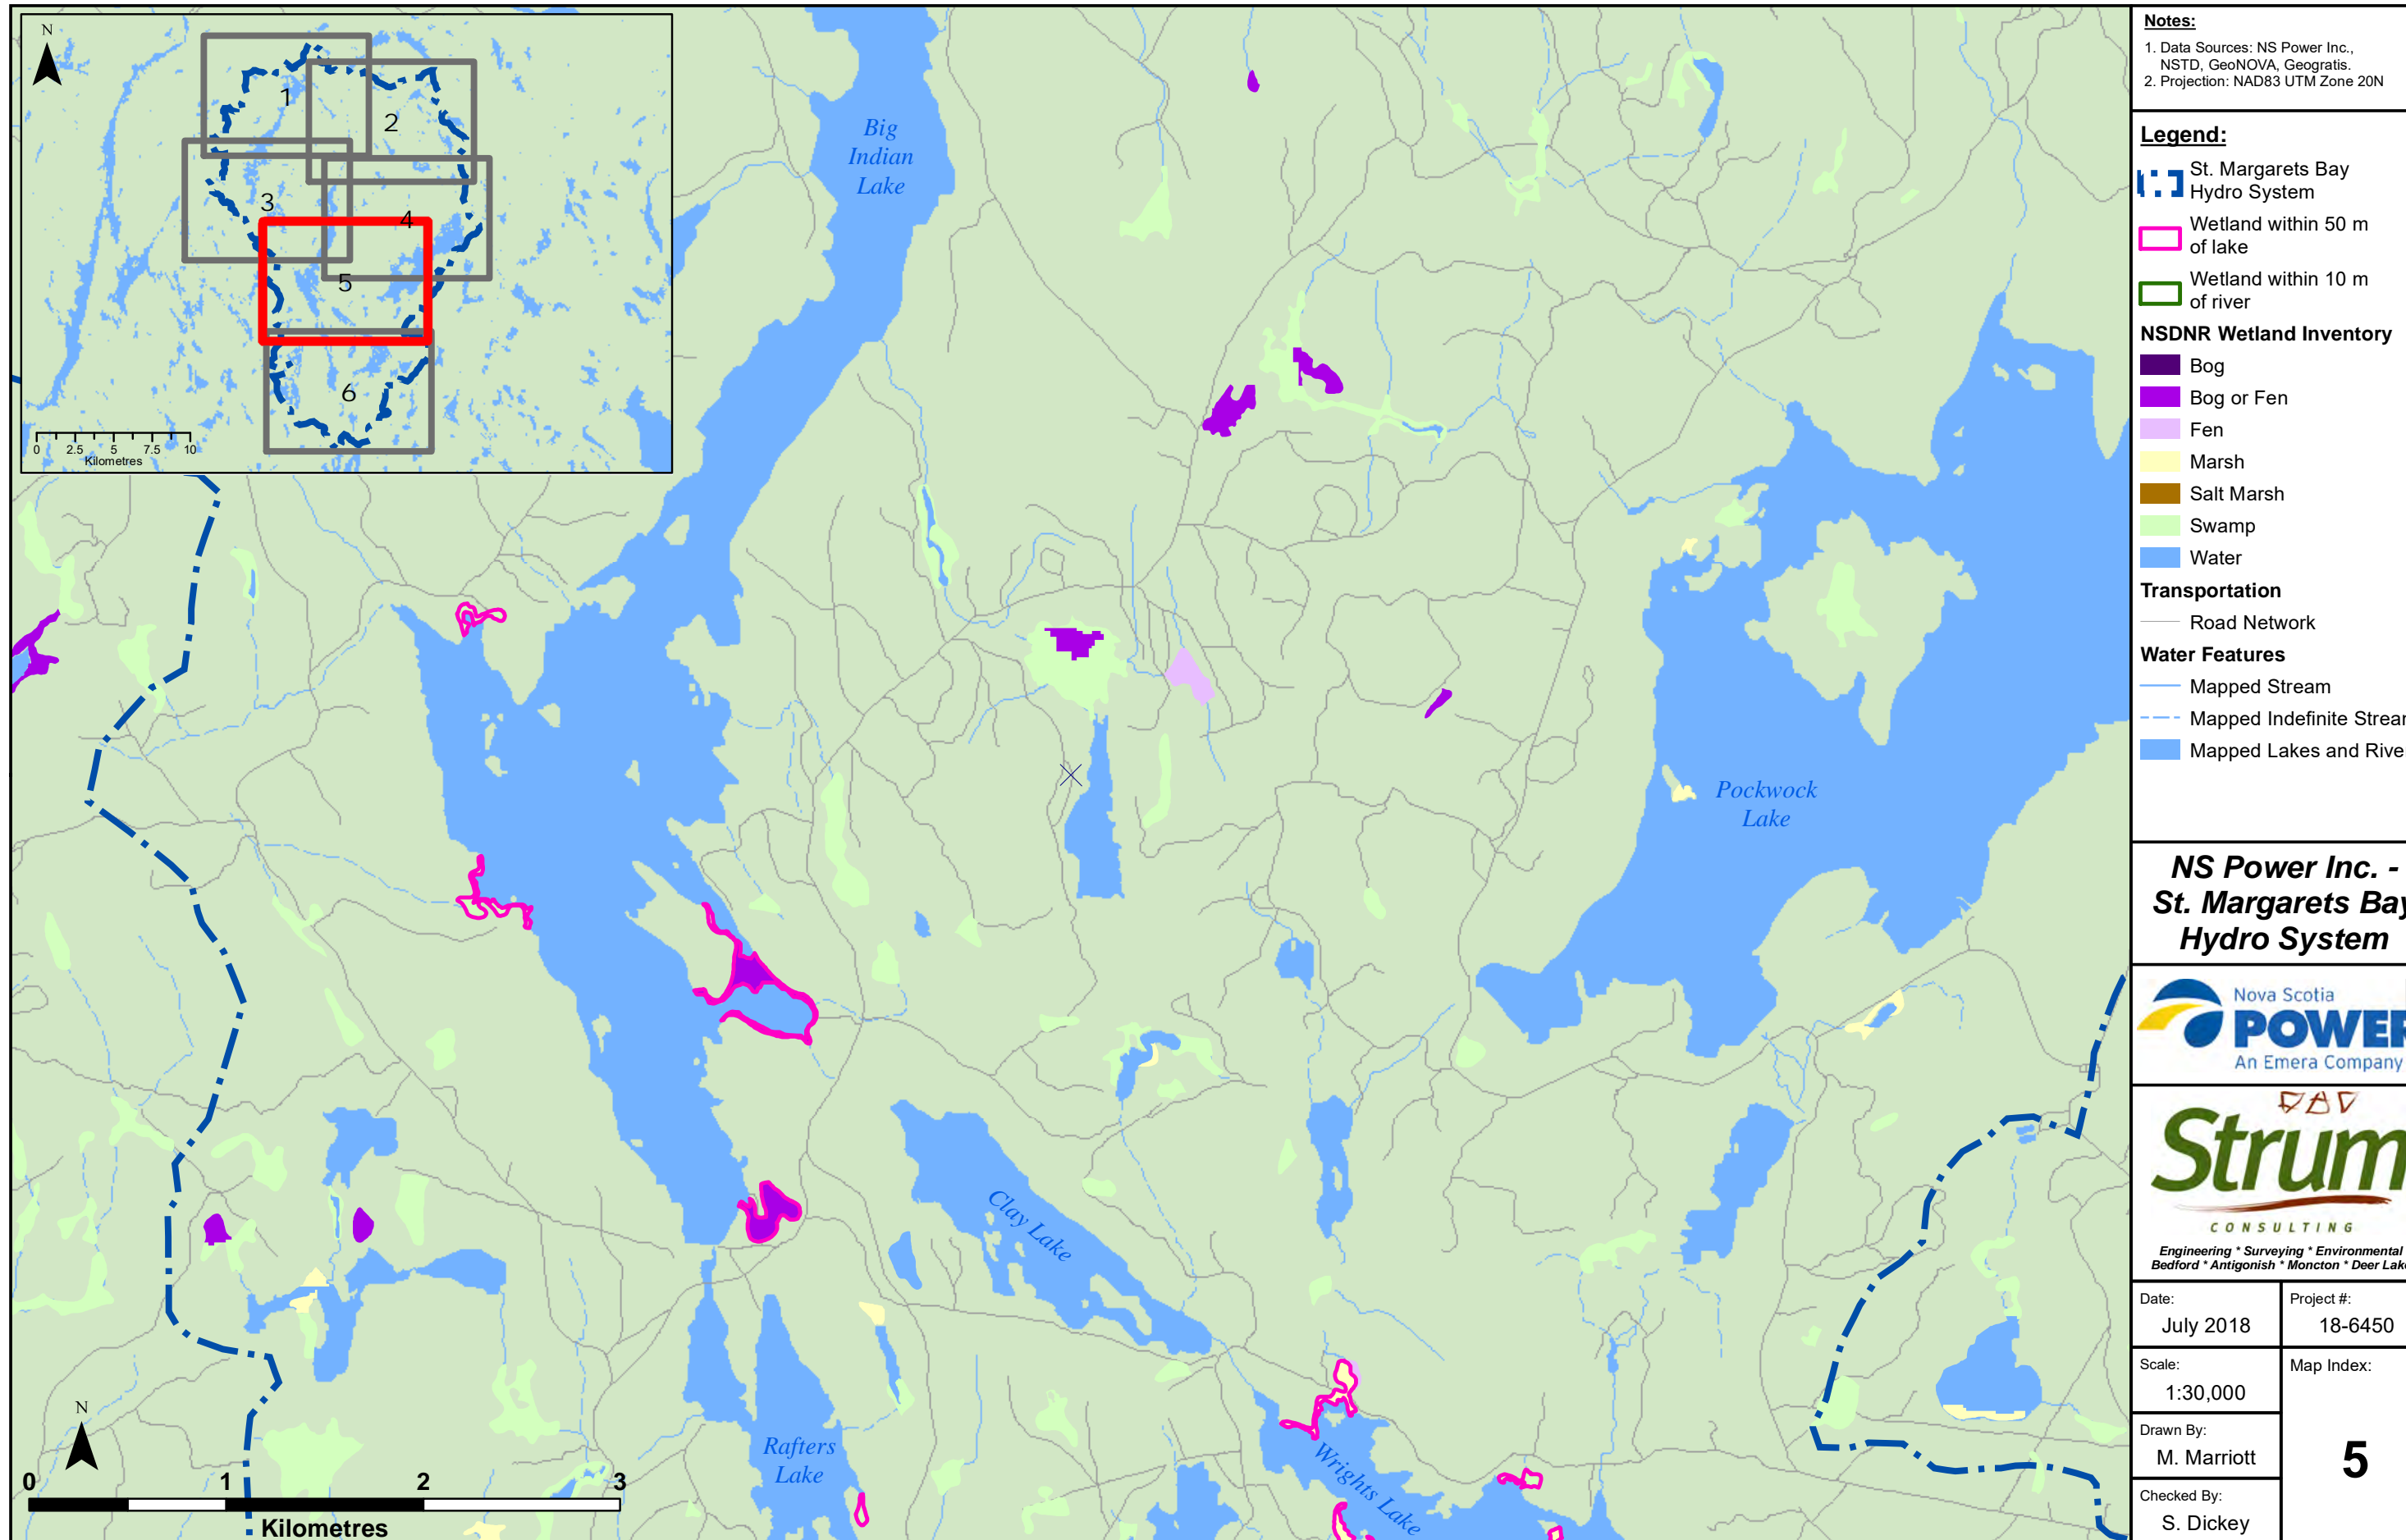 N
1
2
3
4
5
6
0 2.5 5 7.5 10
Kilometres
Big
Indian
Lake
Pockwock
Lake
Clay Lake
Rafters
Lake
Wrights Lake
N
0 1 2 3
Kilometres
Notes:
1. Data Sources: NS Power Inc.,
NSTD, GeoNOVA, Geogratis.
2. Projection: NAD83 UTM Zone 20N
Legend:
St. Margarets Bay
Hydro System
Wetland within 50 m
of lake
Wetland within 10 m
of river
NSDNR Wetland Inventory
Bog
Bog or Fen
Fen
Marsh
Salt Marsh
Swamp
Water
Transportation
Road Network
Water Features
Mapped Stream
Mapped Indefinite Strear
Mapped Lakes and Rive
NS Power Inc. -
St. Margarets Bay
Hydro System
Nova Scotia
POWER
An Emera Company
Strum
CONSULTING
Engineering * Surveying * Environmental
Bedford * Antigonish * Moncton * Deer Lake
Date:
July 2018
Project #:
18-6450
Scale:
1:30,000
Map Index:
5
Drawn By:
M. Marriott
Checked By:
S. Dickey